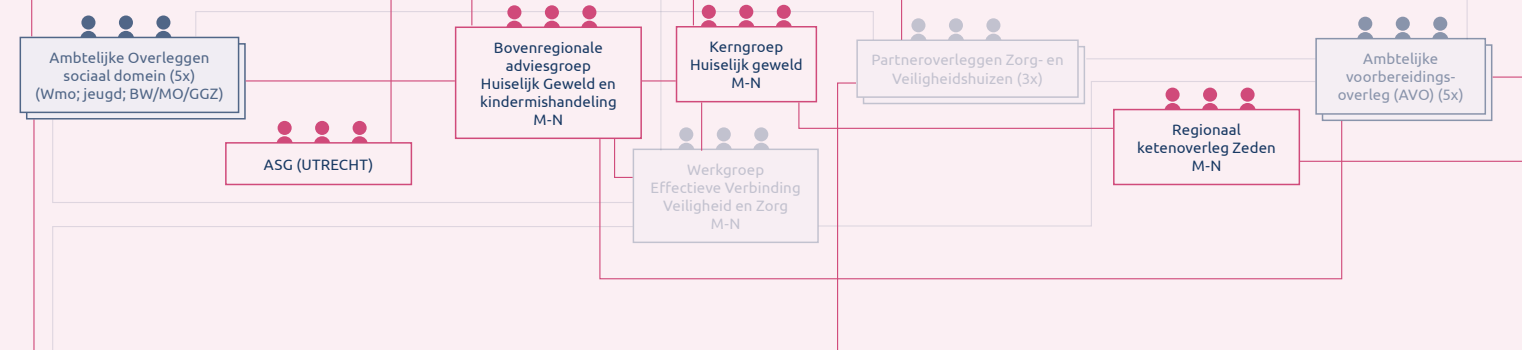 Ambtelijke Overleggen
sociaal domein (5x)
(Wmo; jeugd; BW/MO/GGZ)
ASG (UTRECHT)
Bovenregionale
adviesgroep
Huiselijk Geweld en
kindermishandeling
M-N
Kerngroep
Huiselijk geweld
M-N
Werkgroep
Effectieve Verbinding
Veiligheid en Zorg
M-N
Partneroverleggen Zorg- en
Veiligheidshuizen (3x)
Regionaal
ketenoverleg Zeden
M-N
Ambtelijke
voorbereidings-
overleg (AVO) (5x)